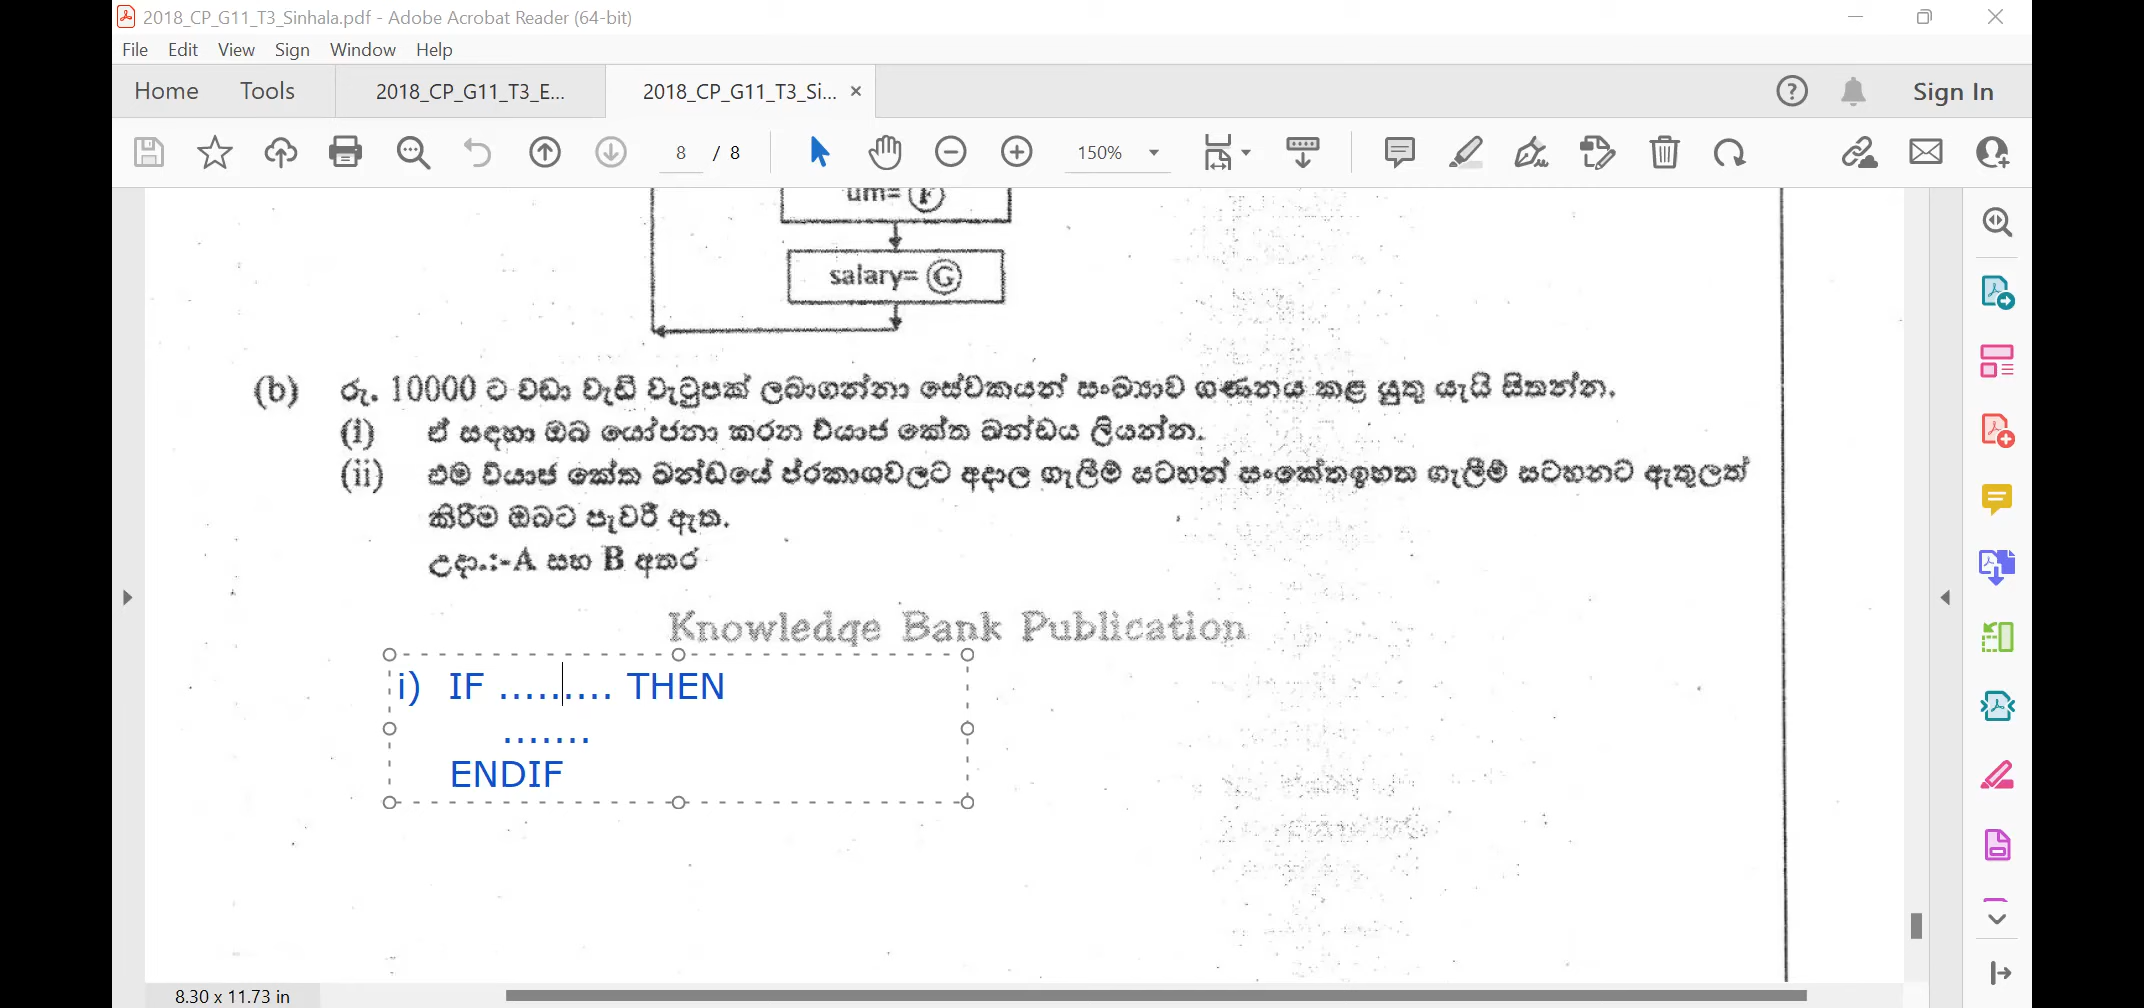 2018_CP_G11_T3_Sinhala.pdf - Adobe Acrobat Reader (64-bit)
File Edit View Sign Window Help
Home Tools 2018_CP_G11_T3_E... 2018_CP_G11_T3_Si... × Sign In
8 / 8 150%
um= F
salary= G
(b) රු. 10000 ට වඩා වැඩි වැටුපක් ලබාගන්නා සේවකයන් සංඛ්‍යාව ගණනය කළ යුතු යැයි සිතන්න.
(i) ඒ සඳහා ඔබ යෝජනා කරන ව්යාජ කේත ඛන්ඩය ලියන්න.
(ii) එම ව්යාජ කේත ඛන්ඩයේ ප්රකාශවලට අදාල ගැලීම් සටහන් සංකේතඉහත ගැලීම් සටහනට ඇතුලත්
කිරීම ඔබට පැවරී ඇත.
උදා.:-A සහ B අතර
Knowledge Bank Publication
i) IF ......... THEN
.......
ENDIF
8.30 x 11.73 in